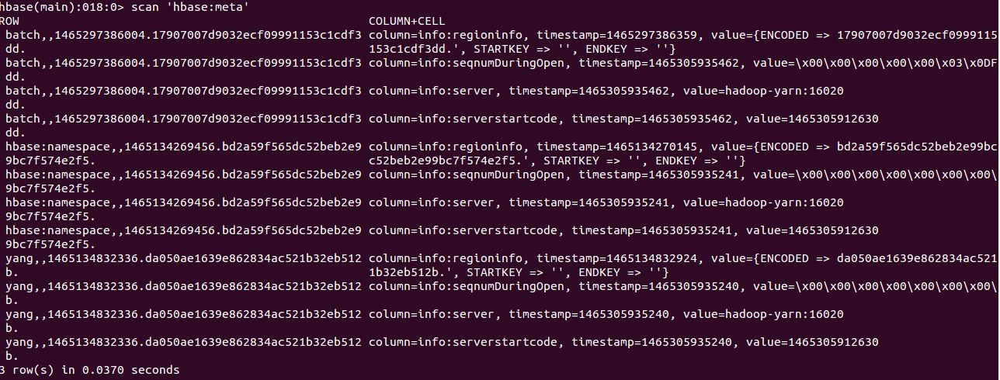 hbase(main):018:0> scan 'hbase:meta'
ROW COLUMN+CELL
batch,,1465297386004.17907007d9032ecf09991153c1cdf3 column=info:regioninfo, timestamp=1465297386359, value={ENCODED => 17907007d9032ecf0999115
dd. 153c1cdf3dd.', STARTKEY => '', ENDKEY => ''}
batch,,1465297386004.17907007d9032ecf09991153c1cdf3 column=info:seqnumDuringOpen, timestamp=1465305935462, value=\x00\x00\x00\x00\x00\x03\x0DF
dd.
batch,,1465297386004.17907007d9032ecf09991153c1cdf3 column=info:server, timestamp=1465305935462, value=hadoop-yarn:16020
dd.
batch,,1465297386004.17907007d9032ecf09991153c1cdf3 column=info:serverstartcode, timestamp=1465305935462, value=1465305912630
dd.
hbase:namespace,,1465134269456.bd2a59f565dc52beb2e9 column=info:regioninfo, timestamp=1465134270145, value={ENCODED => bd2a59f565dc52beb2e99bc
9bc7f574e2f5. c52beb2e99bc7f574e2f5.', STARTKEY => '', ENDKEY => ''}
hbase:namespace,,1465134269456.bd2a59f565dc52beb2e9 column=info:seqnumDuringOpen, timestamp=1465305935241, value=\x00\x00\x00\x00\x00\x00\x00\
9bc7f574e2f5.
hbase:namespace,,1465134269456.bd2a59f565dc52beb2e9 column=info:server, timestamp=1465305935241, value=hadoop-yarn:16020
9bc7f574e2f5.
hbase:namespace,,1465134269456.bd2a59f565dc52beb2e9 column=info:serverstartcode, timestamp=1465305935241, value=1465305912630
9bc7f574e2f5.
yang,,1465134832336.da050ae1639e862834ac521b32eb512 column=info:regioninfo, timestamp=1465134832924, value={ENCODED => da050ae1639e862834ac521
b. 1b32eb512b.', STARTKEY => '', ENDKEY => ''}
yang,,1465134832336.da050ae1639e862834ac521b32eb512 column=info:seqnumDuringOpen, timestamp=1465305935240, value=\x00\x00\x00\x00\x00\x00\x00\
b.
yang,,1465134832336.da050ae1639e862834ac521b32eb512 column=info:server, timestamp=1465305935240, value=hadoop-yarn:16020
b.
yang,,1465134832336.da050ae1639e862834ac521b32eb512 column=info:serverstartcode, timestamp=1465305935240, value=1465305912630
b.
3 row(s) in 0.0370 seconds